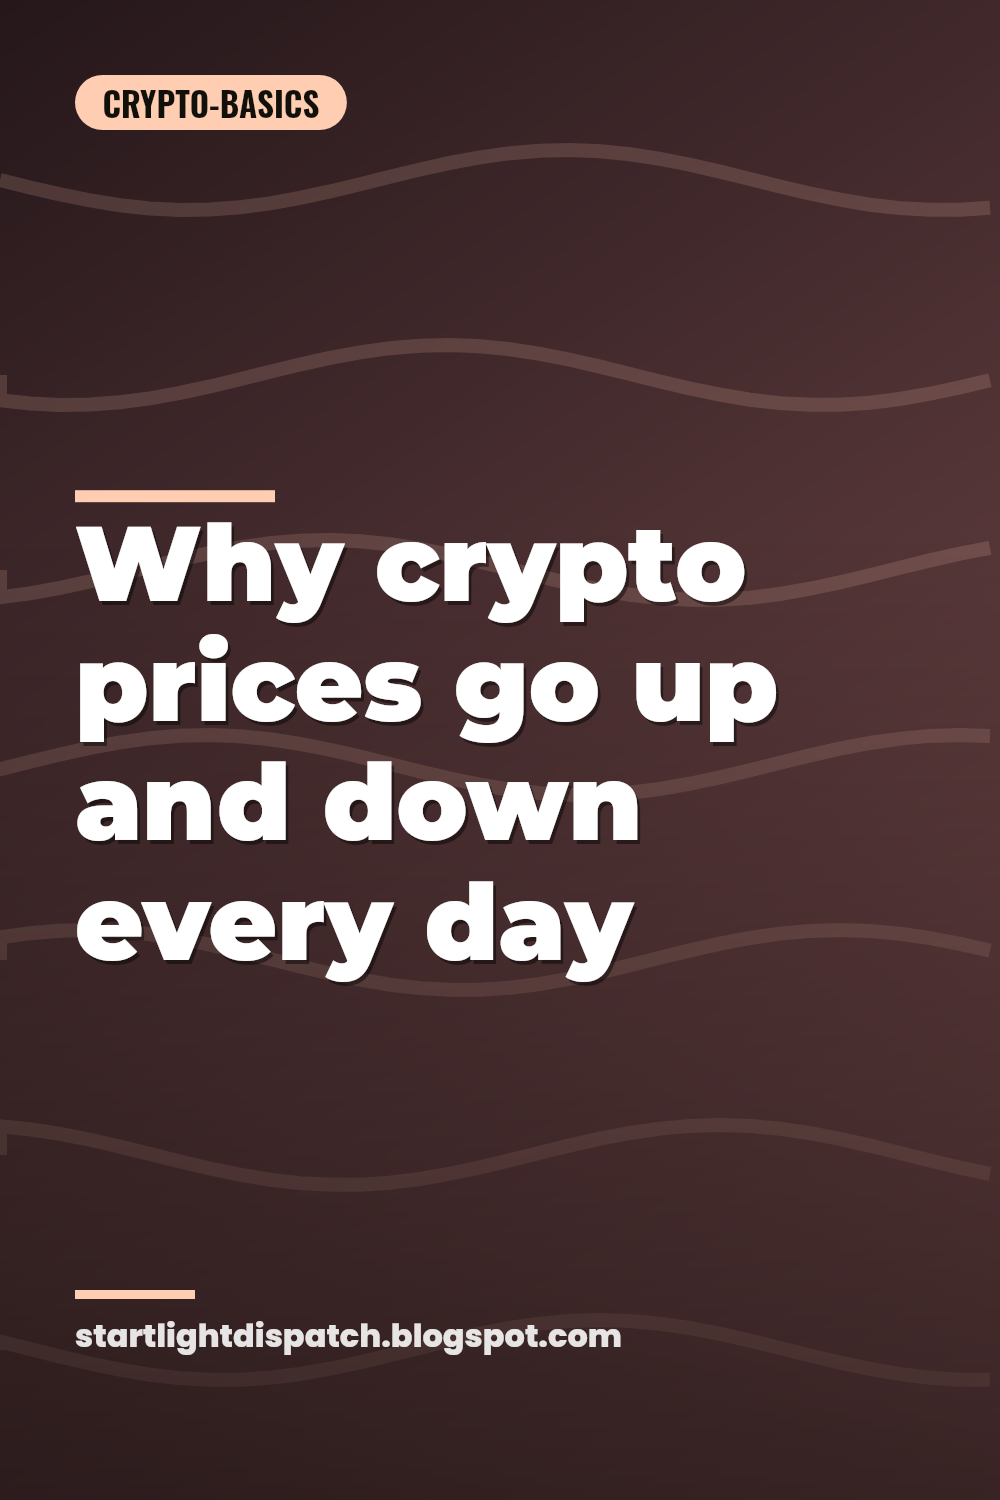 CRYPTO-BASICS
Why crypto
prices go up
and down
every day
startlightdispatch.blogspot.com